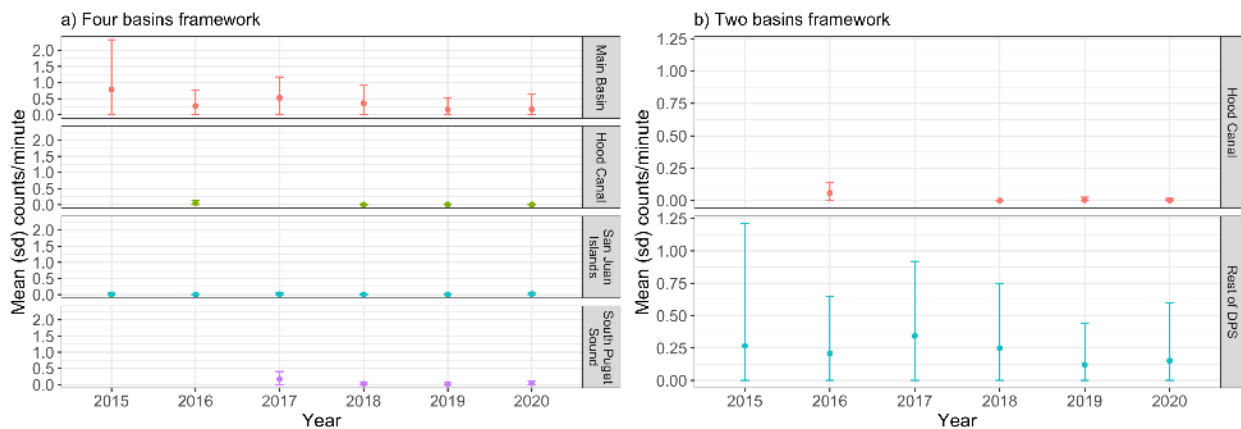 a) Four basins framework
Mean (sd) counts/minute
2.0
1.5
1.0
0.5
0.0
Main Basin
2.0
1.5
1.0
0.5
0.0
Hood Canal
2.0
1.5
1.0
0.5
0.0
San Juan
Islands
2.0
1.5
1.0
0.5
0.0
South Puget
Sound
2015 2016 2017 2018 2019 2020
Year
b) Two basins framework
Mean (sd) counts/minute
1.25
1.00
0.75
0.50
0.25
0.00
Hood Canal
1.25
1.00
0.75
0.50
0.25
0.00
Rest of DPS
2015 2016 2017 2018 2019 2020
Year